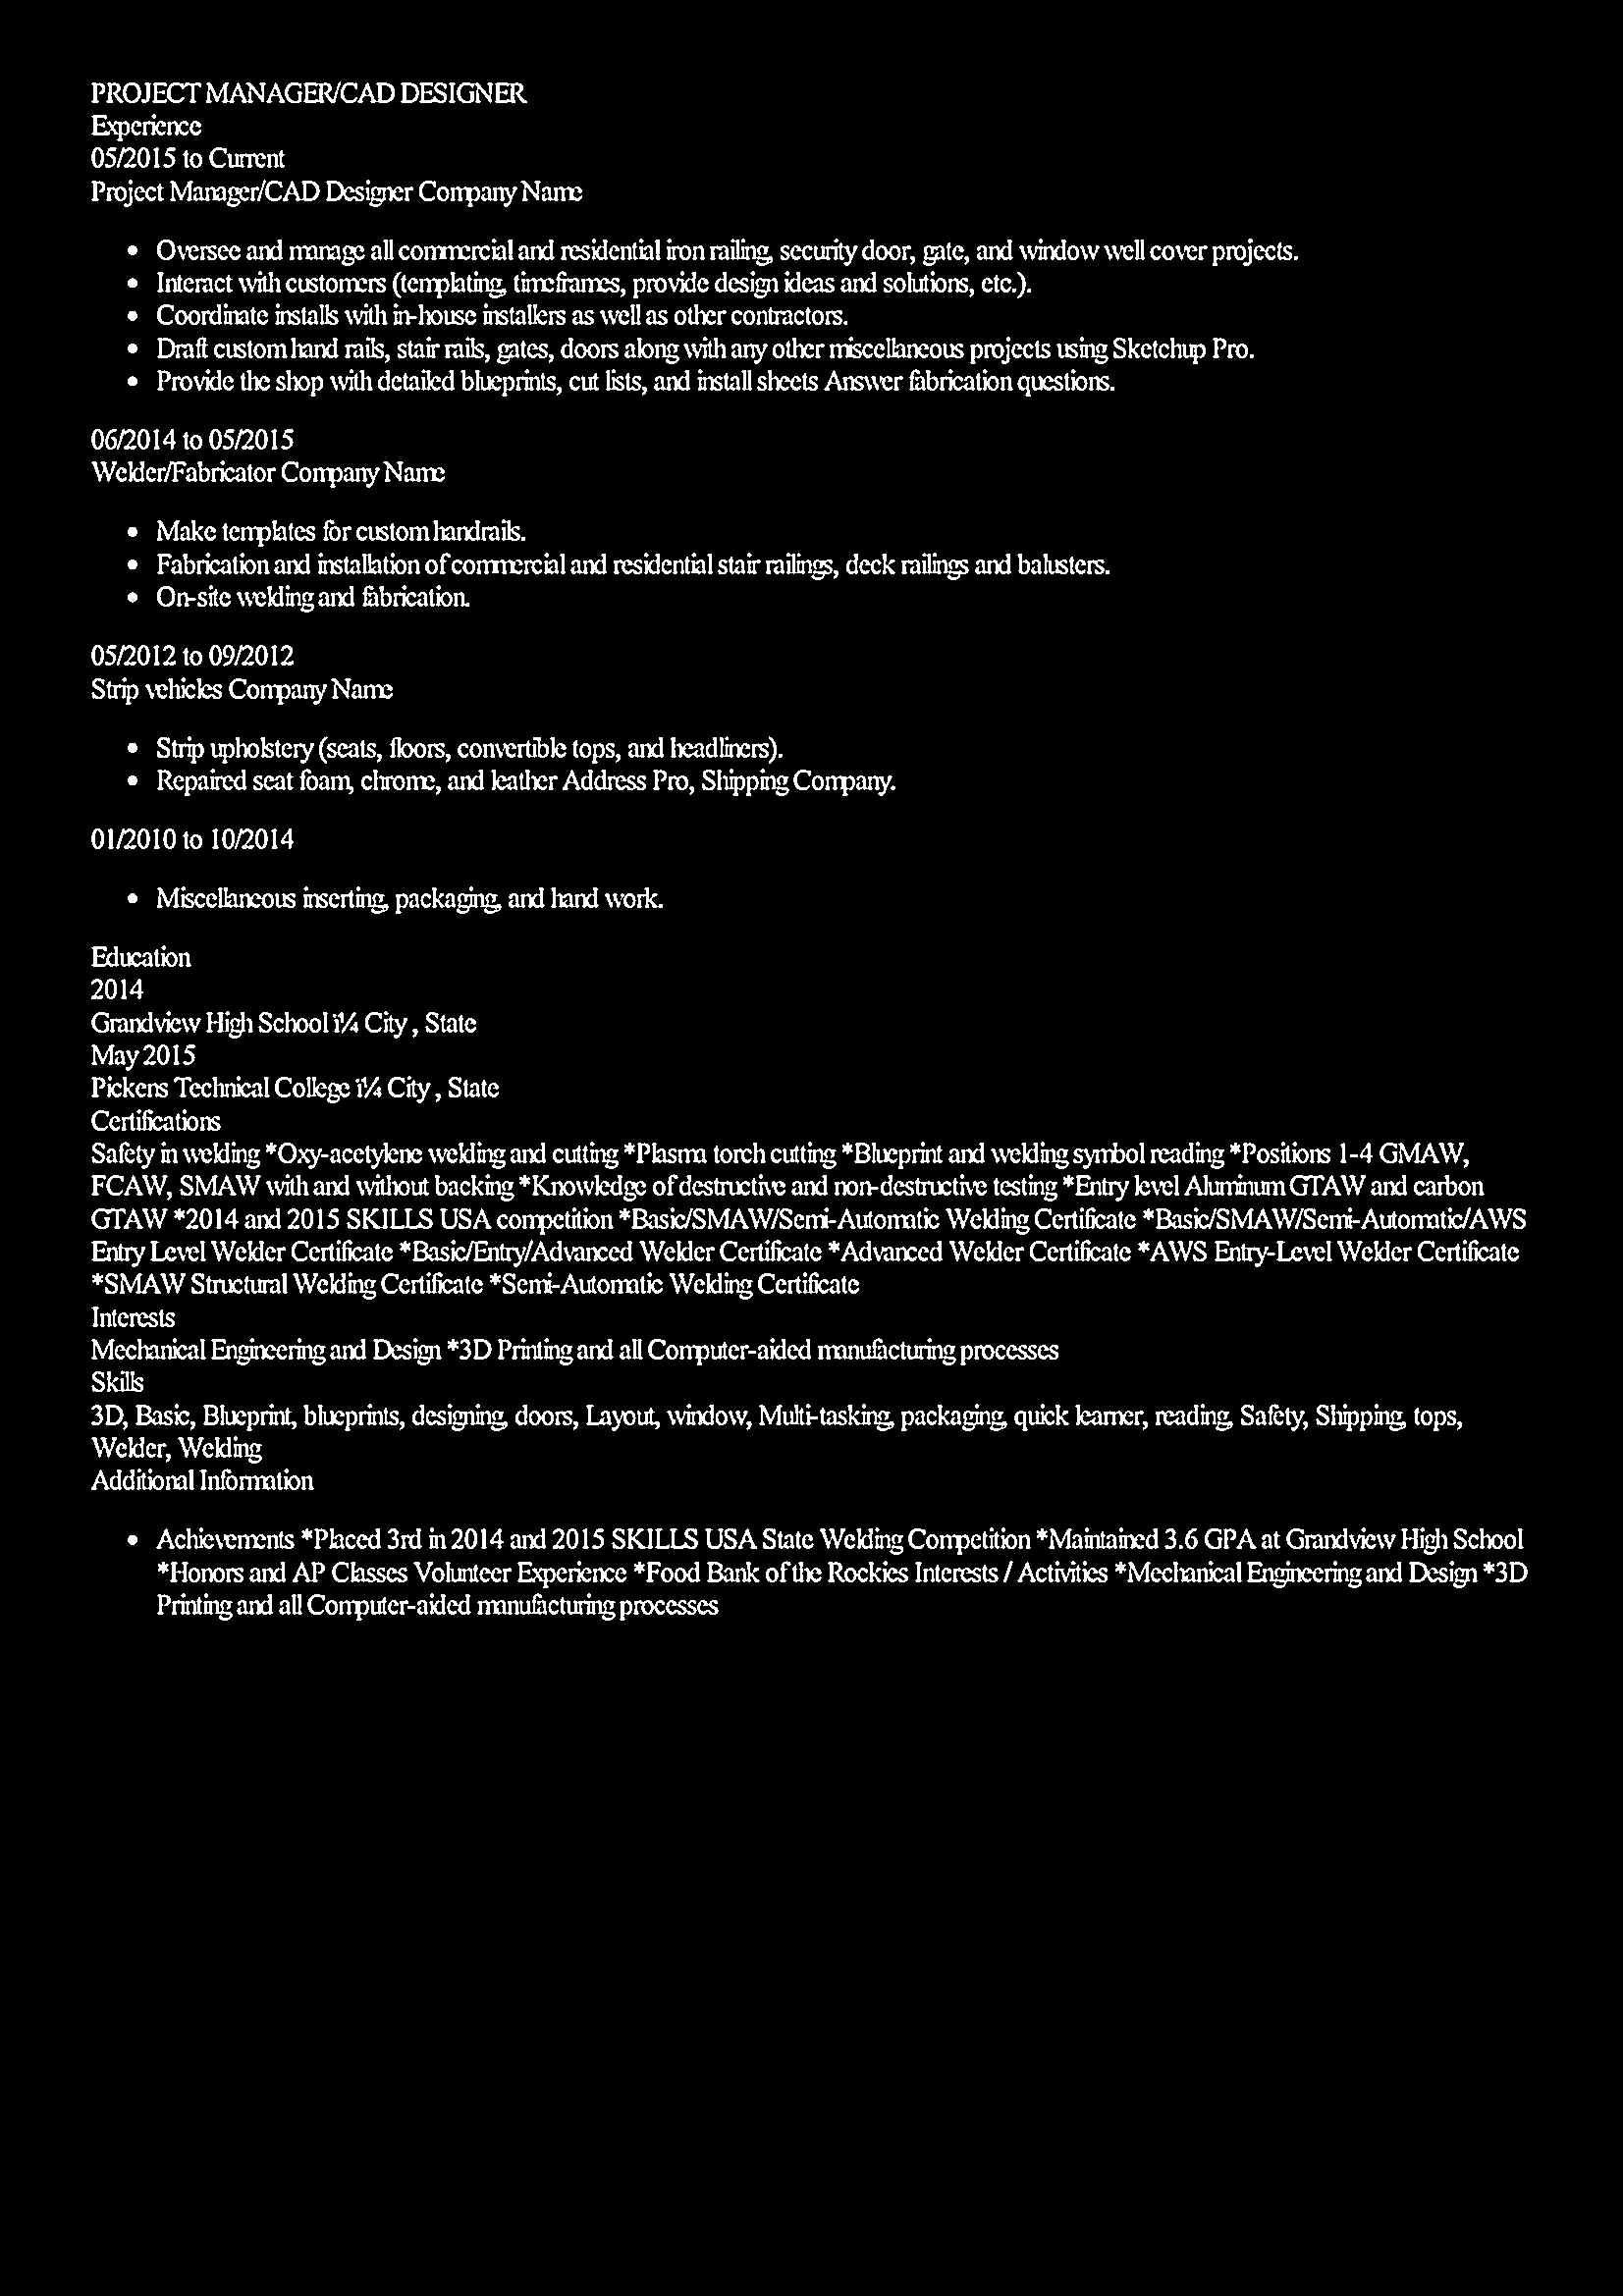 PROJECT MANAGER/CAD DESIGNER
Experience
05/2015 to Current
Project Manager/CAD Designer Company Name
• Oversee and manage all commercial and residential iron railing, security door, gate, and window well cover projects.
• Interact with customers (templating, timeframes, provide design ideas and solutions, etc.).
• Coordinate installs with in-house installers as well as other contractors.
• Draft custom hand rails, stair rails, gates, doors along with any other miscellaneous projects using Sketchup Pro.
• Provide the shop with detailed blueprints, cut lists, and install sheets Answer fabrication questions.
06/2014 to 05/2015
Welder/Fabricator Company Name
• Make templates for custom handrails.
• Fabrication and installation of commercial and residential stair railings, deck railings and balusters.
• On-site welding and fabrication.
05/2012 to 09/2012
Strip vehicles Company Name
• Strip upholstery (seats, floors, convertible tops, and headliners).
• Repaired seat foam, chrome, and leather Address Pro, Shipping Company.
01/2010 to 10/2014
• Miscellaneous inserting, packaging, and hand work.
Education
2014
Grandview High School ï¼ City , State
May 2015
Pickens Technical College ï¼ City , State
Certifications
Safety in welding *Oxy-acetylene welding and cutting *Plasma torch cutting *Blueprint and welding symbol reading *Positions 1-4 GMAW,
FCAW, SMAW with and without backing *Knowledge of destructive and non-destructive testing *Entry level Aluminum GTAW and carbon
GTAW *2014 and 2015 SKILLS USA competition *Basic/SMAW/Semi-Automatic Welding Certificate *Basic/SMAW/Semi-Automatic/AWS
Entry Level Welder Certificate *Basic/Entry/Advanced Welder Certificate *Advanced Welder Certificate *AWS Entry-Level Welder Certificate
*SMAW Structural Welding Certificate *Semi-Automatic Welding Certificate
Interests
Mechanical Engineering and Design *3D Printing and all Computer-aided manufacturing processes
Skills
3D, Basic, Blueprint, blueprints, designing, doors, Layout, window, Multi-tasking, packaging, quick learner, reading, Safety, Shipping, tops,
Welder, Welding
Additional Information
• Achievements *Placed 3rd in 2014 and 2015 SKILLS USA State Welding Competition *Maintained 3.6 GPA at Grandview High School
*Honors and AP Classes Volunteer Experience *Food Bank of the Rockies Interests / Activities *Mechanical Engineering and Design *3D
Printing and all Computer-aided manufacturing processes